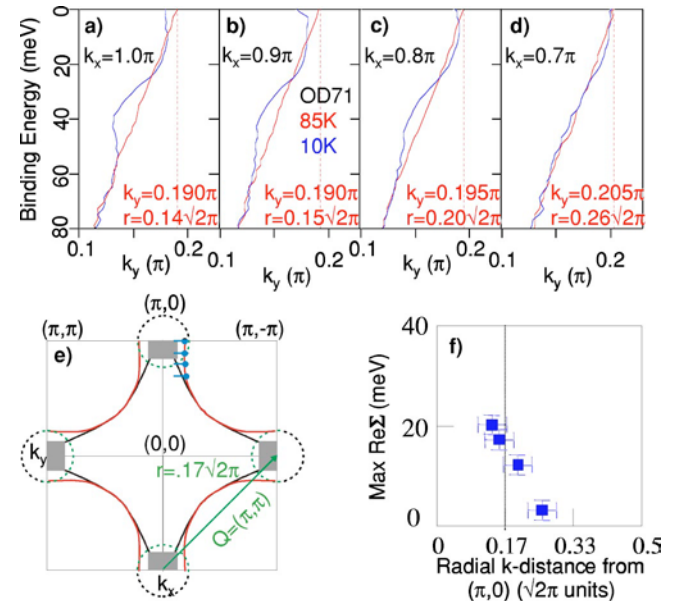 a)
b)
c)
d)
kx=1.0π
kx=0.9π
kx=0.8π
kx=0.7π
OD71
85K
10K
ky=0.190π
r=0.14√2π
ky=0.190π
r=0.15√2π
ky=0.195π
r=0.20√2π
ky=0.205π
r=0.26√2π
Binding Energy (meV)
0
20
40
60
80
0.1 0.2
0.1 0.2
0.1 0.2
0.1 0.2
ky (π)
ky (π)
ky (π)
ky (π)
(π,0)
(π,π)
(π,-π)
e)
(0,0)
ky
r=.17√2π
Q=(π,π)
kx
f)
Max ReΣ (meV)
40
20
0
0 0.17 0.33 0.5
Radial k-distance from
(π,0) (√2π units)